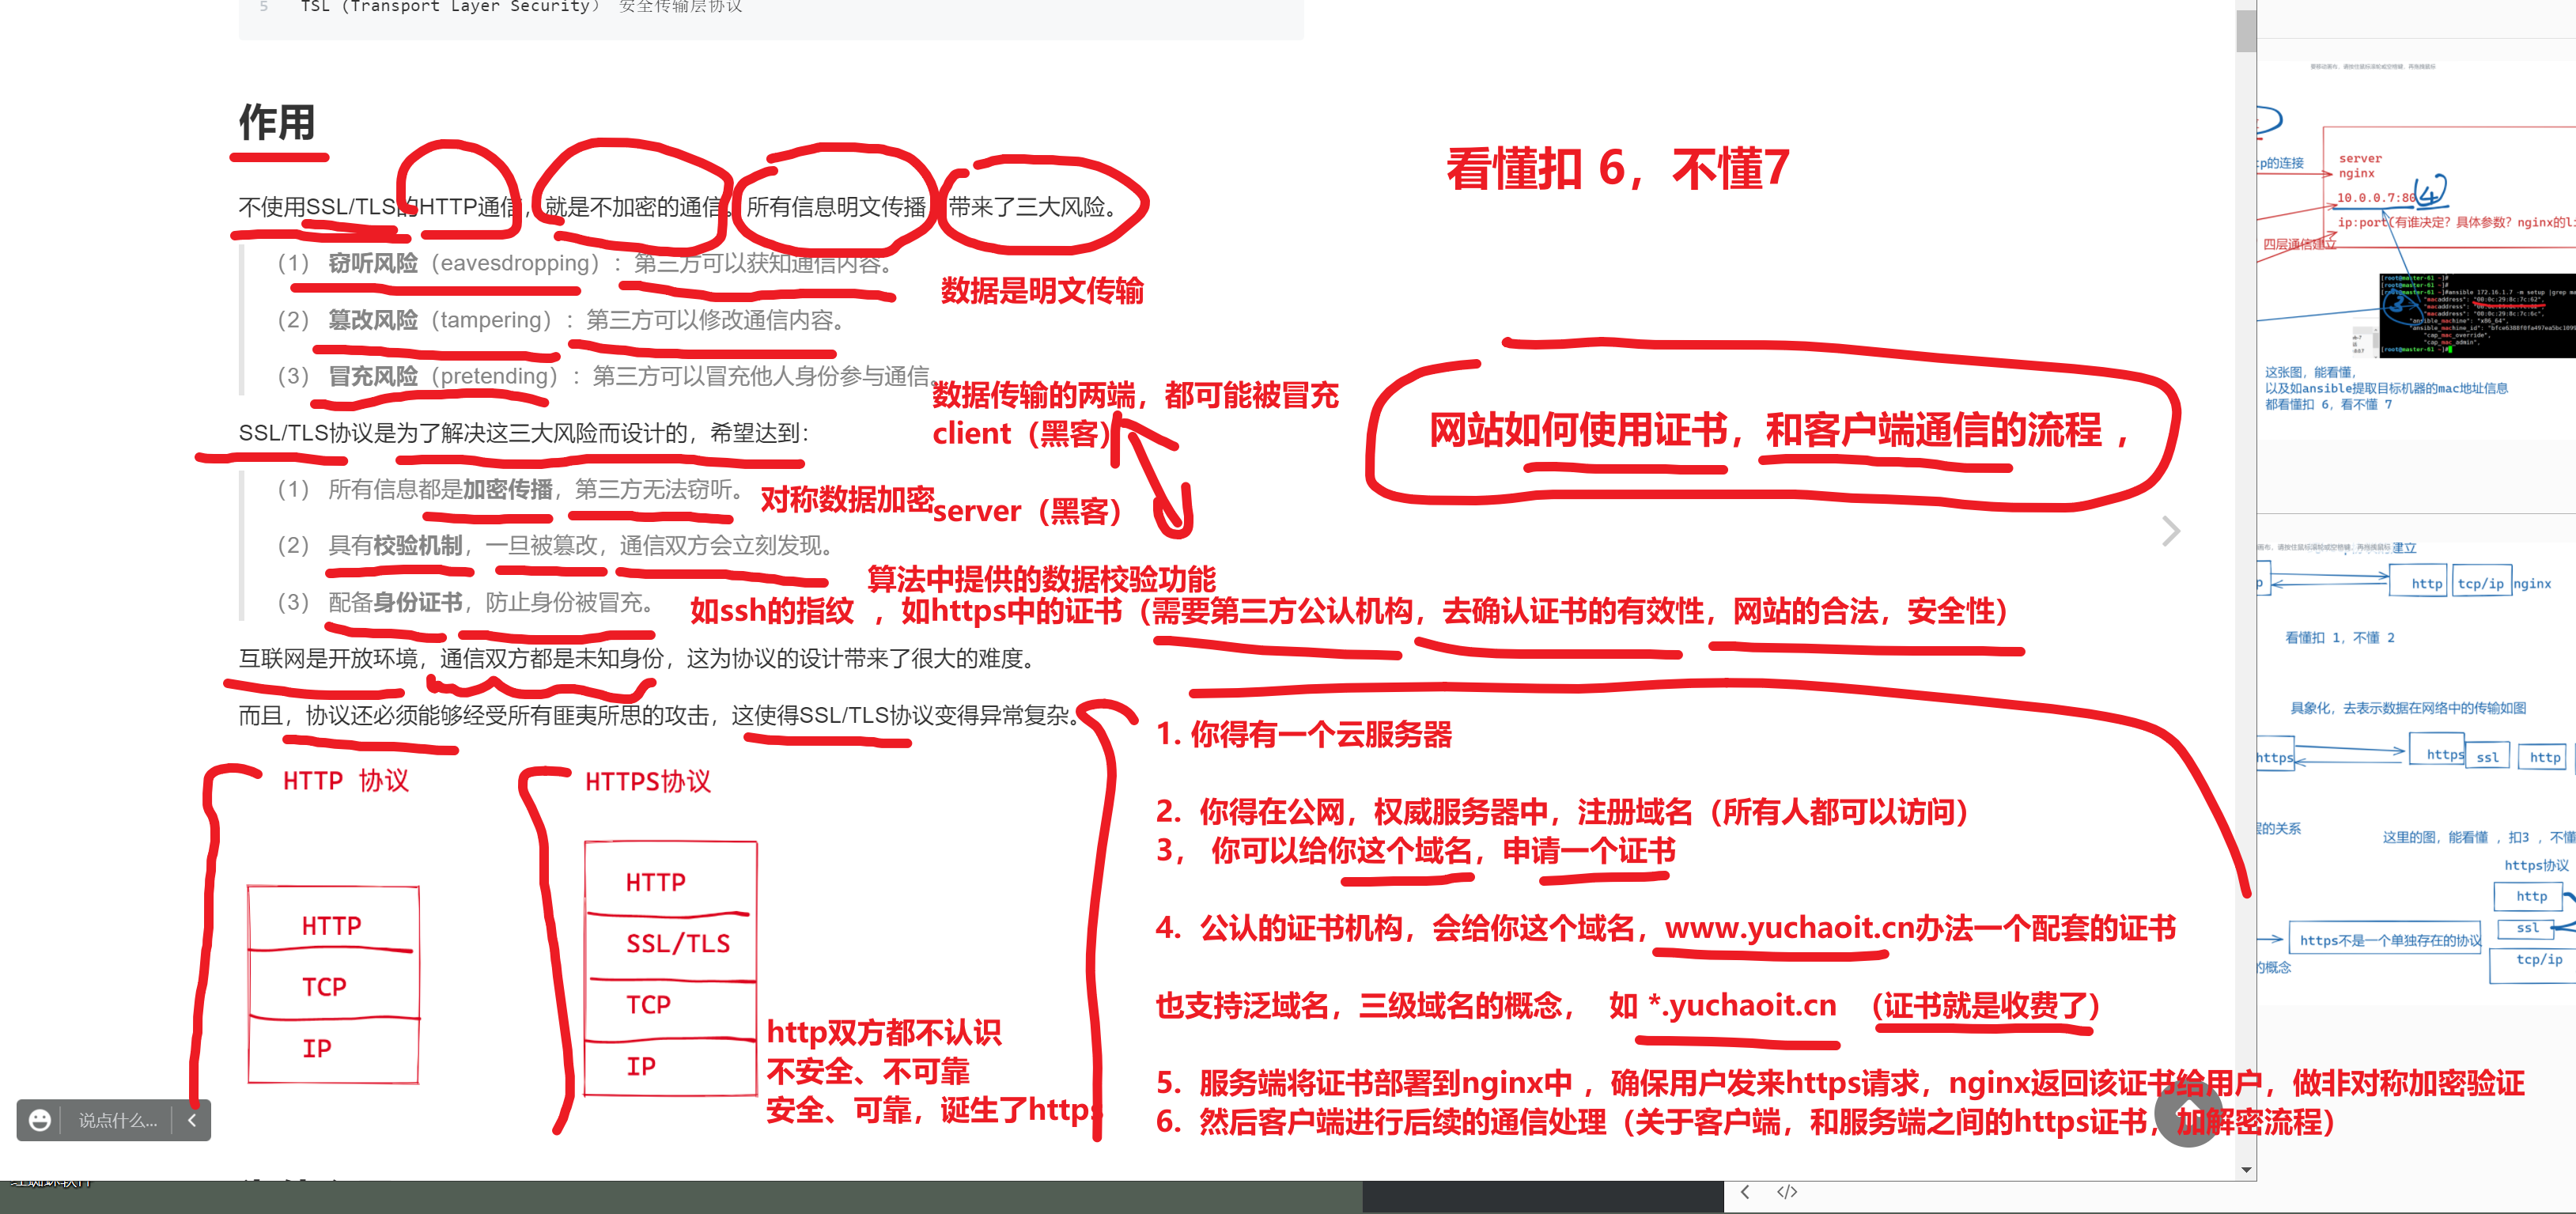 5 TSL (Transport Layer Security） 安全传输层协议
作用
不使用SSL/TLS的HTTP通信，就是不加密的通信。所有信息明文传播，带来了三大风险。
（1） 窃听风险（eavesdropping）：第三方可以获知通信内容。
（2） 篡改风险（tampering）：第三方可以修改通信内容。
（3） 冒充风险（pretending）：第三方可以冒充他人身份参与通信。
SSL/TLS协议是为了解决这三大风险而设计的，希望达到：
（1） 所有信息都是加密传播，第三方无法窃听。
（2） 具有校验机制，一旦被篡改，通信双方会立刻发现。
（3） 配备身份证书，防止身份被冒充。
互联网是开放环境，通信双方都是未知身份，这为协议的设计带来了很大的难度。
而且，协议还必须能够经受所有匪夷所思的攻击，这使得SSL/TLS协议变得异常复杂。
看懂扣 6，不懂7
数据是明文传输
数据传输的两端，都可能被冒充
client（黑客）
server（黑客）
对称数据加密
算法中提供的数据校验功能
如ssh的指纹 ，如https中的证书（需要第三方公认机构，去确认证书的有效性，网站的合法，安全性）
网站如何使用证书，和客户端通信的流程 ，
HTTP 协议
HTTP
TCP
IP
HTTPS协议
HTTP
SSL/TLS
TCP
IP
http双方都不认识
不安全、不可靠
安全、可靠，诞生了https
1. 你得有一个云服务器
2. 你得在公网，权威服务器中，注册域名（所有人都可以访问）
3， 你可以给你这个域名，申请一个证书
4. 公认的证书机构，会给你这个域名，www.yuchaoit.cn办法一个配套的证书
也支持泛域名，三级域名的概念， 如 *.yuchaoit.cn （证书就是收费了）
5. 服务端将证书部署到nginx中 ，确保用户发来https请求，nginx返回该证书给用户，做非对称加密验证
6. 然后客户端进行后续的通信处理（关于客户端，和服务端之间的https证书，加解密流程）
说点什么...
cp的连接
server
nginx
10.0.0.7:80
4
ip:port(有谁决定? 具体参数? nginx的li
四层通信建立
这张图，能看懂，
以及如ansible提取目标机器的mac地址信息
都看懂扣 6，看不懂 7
建立
http
tcp/ip
nginx
看懂扣 1，不懂 2
具象化，去表示数据在网络中的传输如图
https
https
ssl
http
层的关系
这里的图，能看懂 ，扣3 ，不懂
https协议
http
ssl
tcp/ip
https不是一个单独存在的协议
的概念